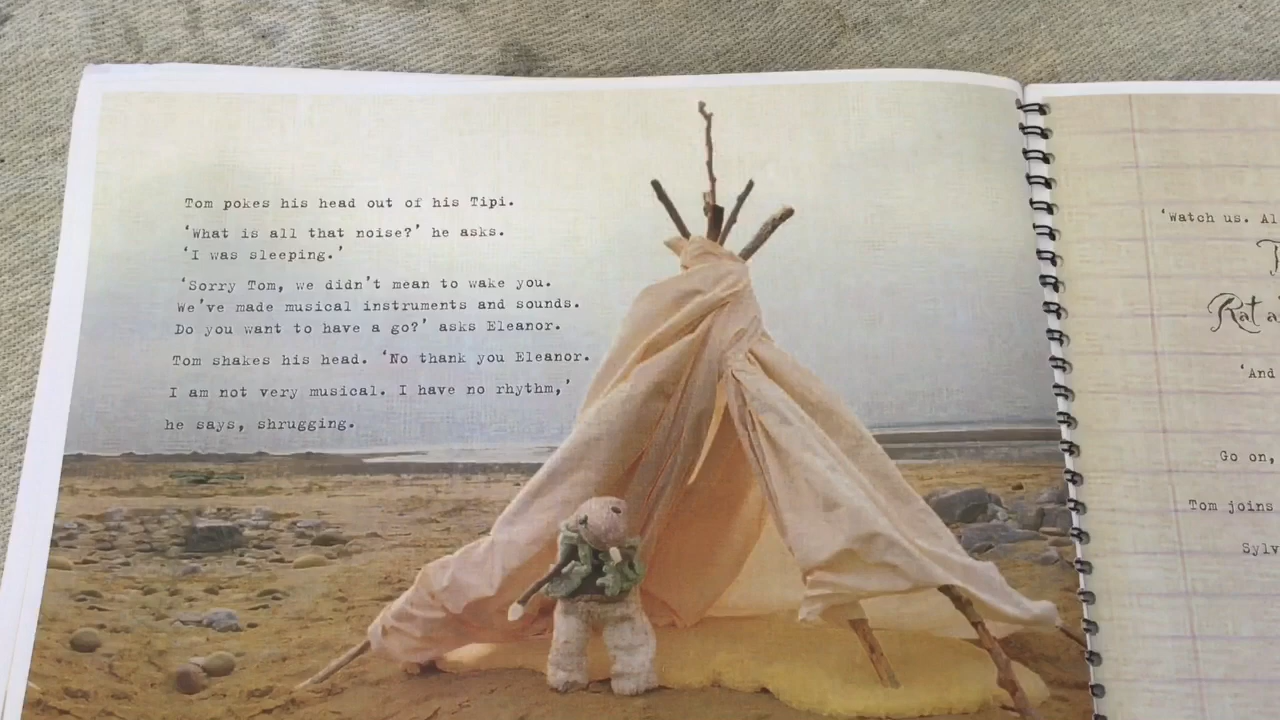 Tom pokes his head out of his Tipi.
'What is all that noise?' he asks.
'I was sleeping.'
'Sorry Tom, we didn't mean to wake you.
We've made musical instruments and sounds.
Do you want to have a go?' asks Eleanor.
Tom shakes his head. 'No thank you Eleanor.
I am not very musical. I have no rhythm,'
he says, shrugging.
'Watch us. Al
T
Rat a
'And
Go on,
Tom joins
Sylv